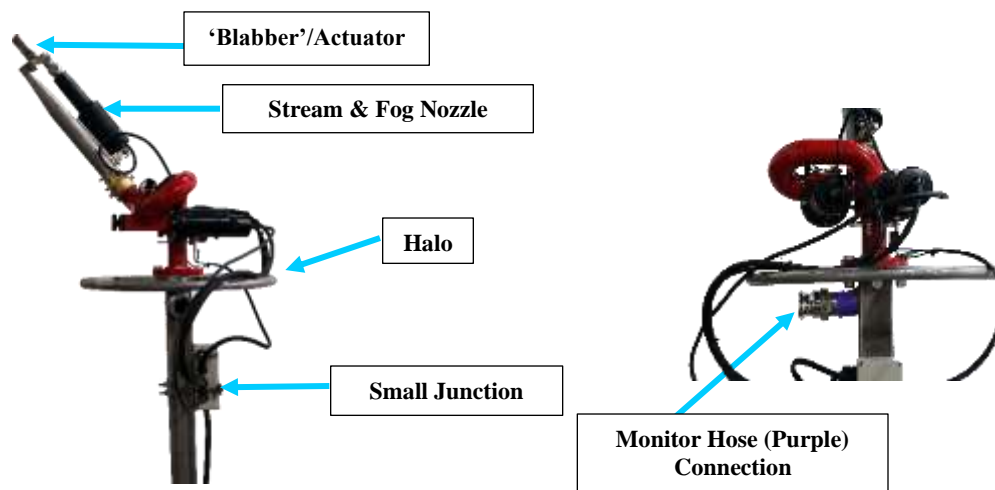 ‘Blabber’/Actuator
Stream & Fog Nozzle
Halo
Small Junction
Monitor Hose (Purple)
Connection